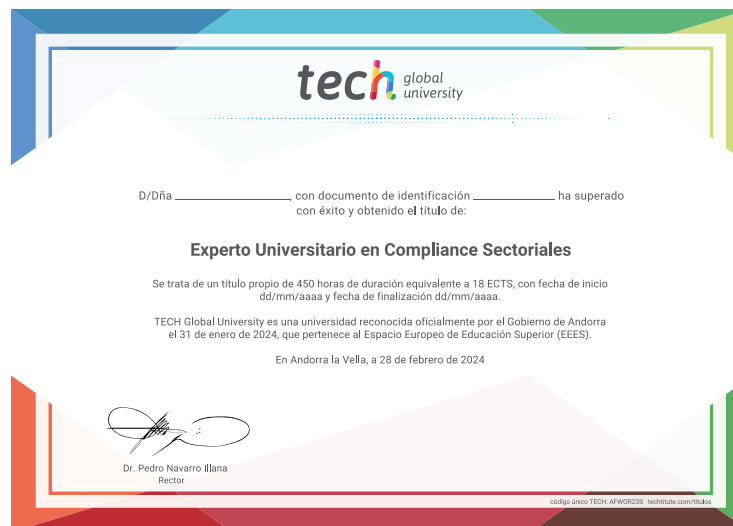 tech global
university
D/Dña ____________________, con documento de identificación ______________ ha superado
con éxito y obtenido el título de:
Experto Universitario en Compliance Sectoriales
Se trata de un título propio de 450 horas de duración equivalente a 18 ECTS, con fecha de inicio
dd/mm/aaaa y fecha de finalización dd/mm/aaaa.
TECH Global University es una universidad reconocida oficialmente por el Gobierno de Andorra
el 31 de enero de 2024, que pertenece al Espacio Europeo de Educación Superior (EEES).
En Andorra la Vella, a 28 de febrero de 2024
Dr. Pedro Navarro Illana
Rector
código único TECH: AFWOR23S techtitute.com/titulos